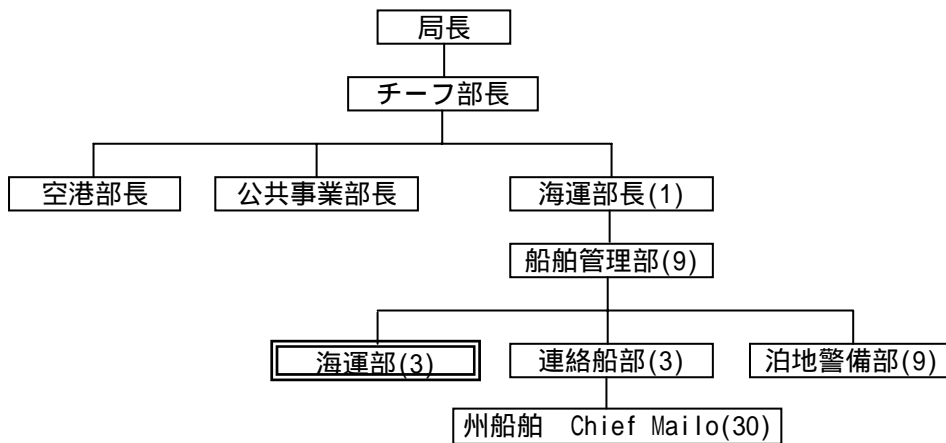 局長
チーフ部長
空港部長
公共事業部長
海運部長(1)
船舶管理部(9)
海運部(3)
連絡船部(3)
泊地警備部(9)
州船舶 Chief Mailo(30)